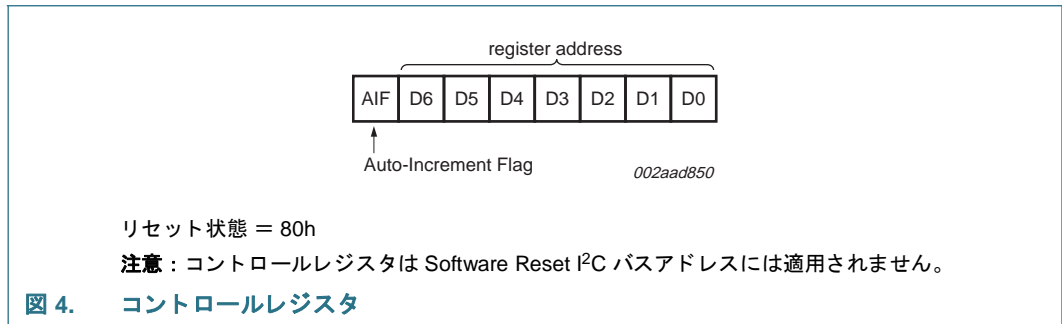 register address
AIF D6 D5 D4 D3 D2 D1 D0
Auto-Increment Flag
002aad850
リセット状態 = 80h
注意：コントロールレジスタは Software Reset I²C バスアドレスには適用されません。
図 4. コントロールレジスタ